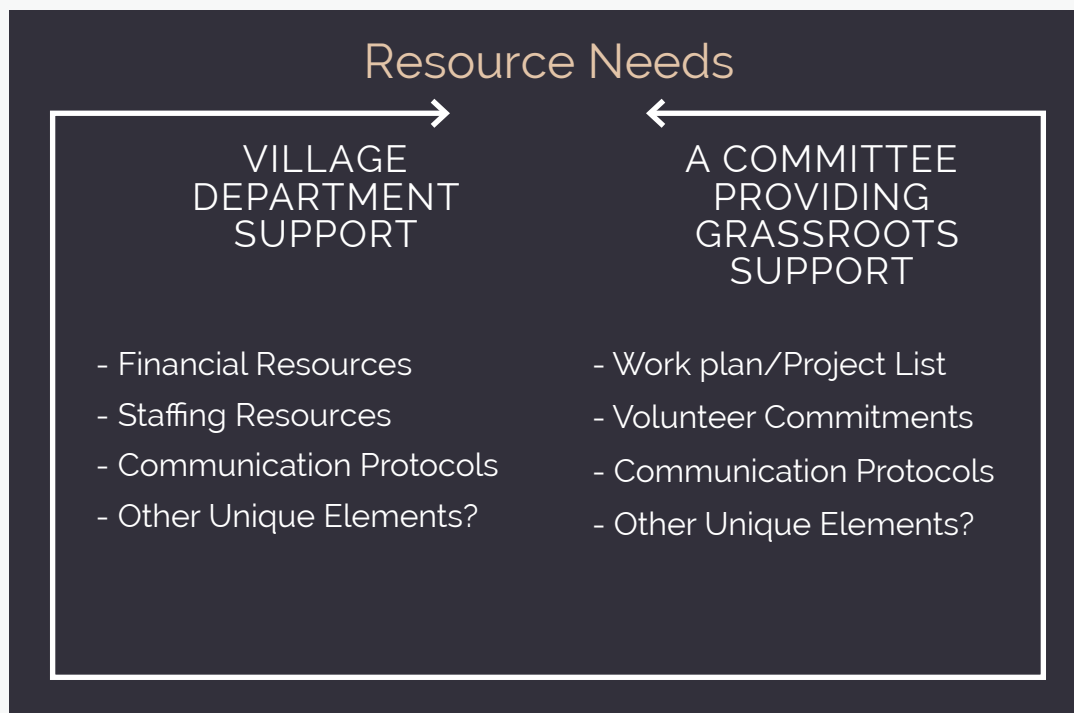 Resource Needs
VILLAGE
DEPARTMENT
SUPPORT
- Financial Resources
- Staffing Resources
- Communication Protocols
- Other Unique Elements?
A COMMITTEE
PROVIDING
GRASSROOTS
SUPPORT
- Work plan/Project List
- Volunteer Commitments
- Communication Protocols
- Other Unique Elements?